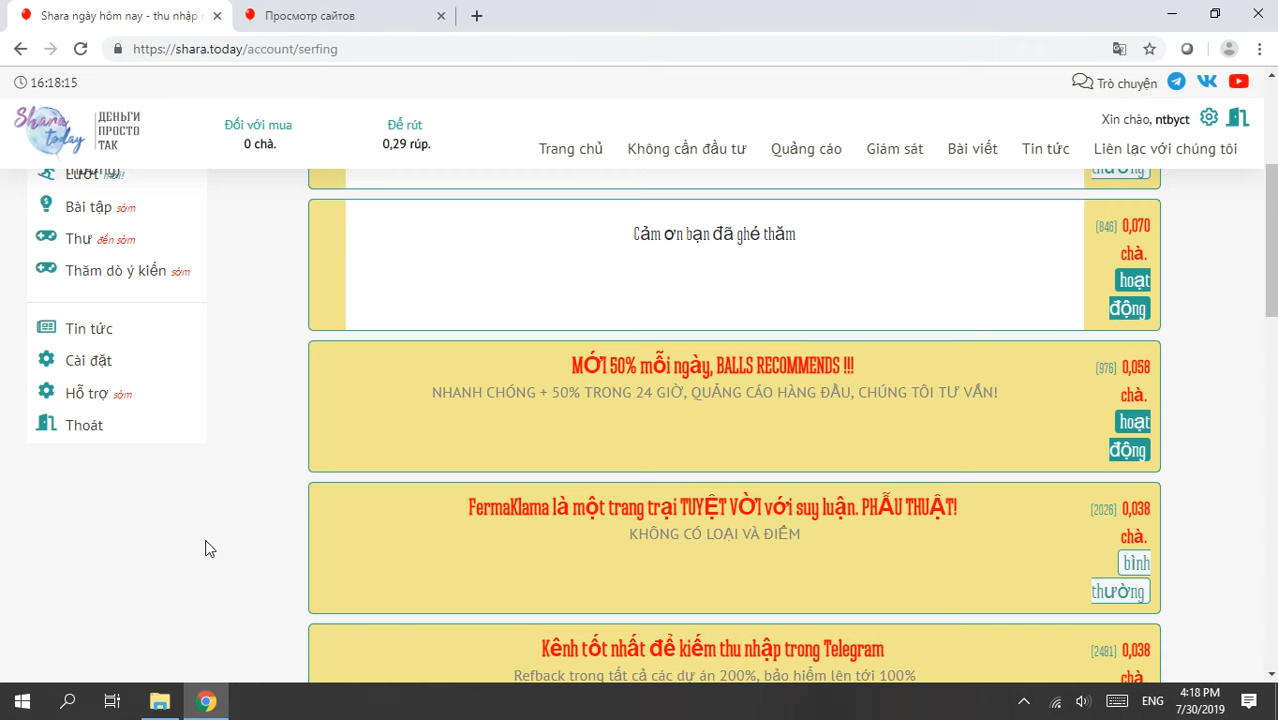 Shara ngày hôm nay - thu nhập
Просмотр сайтов
https://shara.today/account/serfing
16:18:15
Trò chuyện
Shara today
ДЕНЬГИ
ПРОСТО
ТАК
Đối với mua
0 chà.
Để rút
0,29 rúp.
Xin chào, ntbyct
Trang chủ
Không cần đầu tư
Quảng cáo
Giám sát
Bài viết
Tin tức
Liên lạc với chúng tôi
Lướt
Bài tập sớm
Thư đến sớm
Thăm dò ý kiến sớm
Tin tức
Cài đặt
Hỗ trợ sớm
Thoát
thường
Cảm ơn bạn đã ghé thăm
[846] 0,070
chà.
hoạt
động
MỚI 50% mỗi ngày, BALLS RECOMMENDS !!!
NHANH CHÓNG + 50% TRONG 24 GIỜ, QUẢNG CÁO HÀNG ĐẦU, CHÚNG TÔI TƯ VẤN!
[976] 0,058
chà.
hoạt
động
FermaKlama là một trang trại TUYỆT VỜI với suy luận. PHẪU THUẬT!
KHÔNG CÓ LOẠI VÀ ĐIỂM
[2026] 0,038
chà.
bình
thường
Kênh tốt nhất để kiếm thu nhập trong Telegram
Refback trong tất cả các dự án 200%, bảo hiểm lên tới 100%
[2481] 0,038
chà.
ENG
4:18 PM
7/30/2019